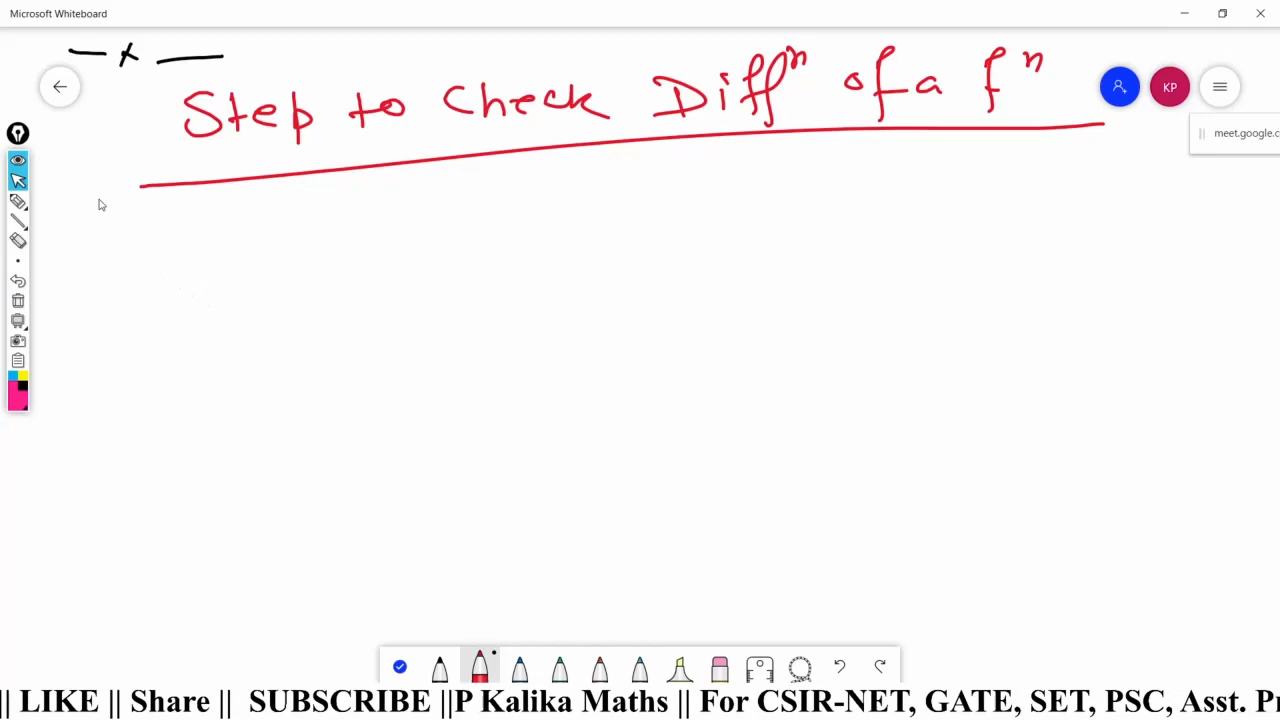 Microsoft Whiteboard
Step to Check Diffⁿ of a fⁿ
KP
meet.google.c
|| LIKE || Share || SUBSCRIBE ||P Kalika Maths || For CSIR-NET, GATE, SET, PSC, Asst. P